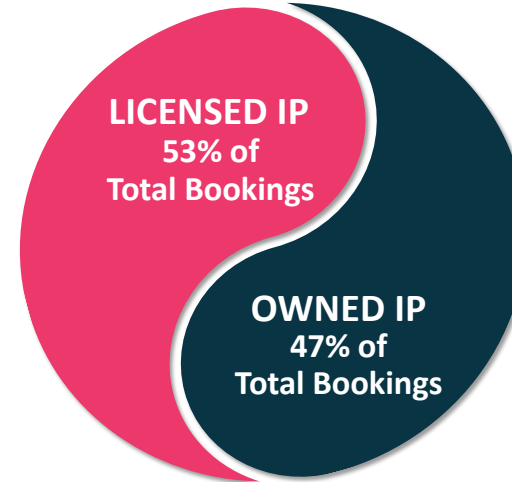 LICENSED IP
53% of
Total Bookings
OWNED IP
47% of
Total Bookings